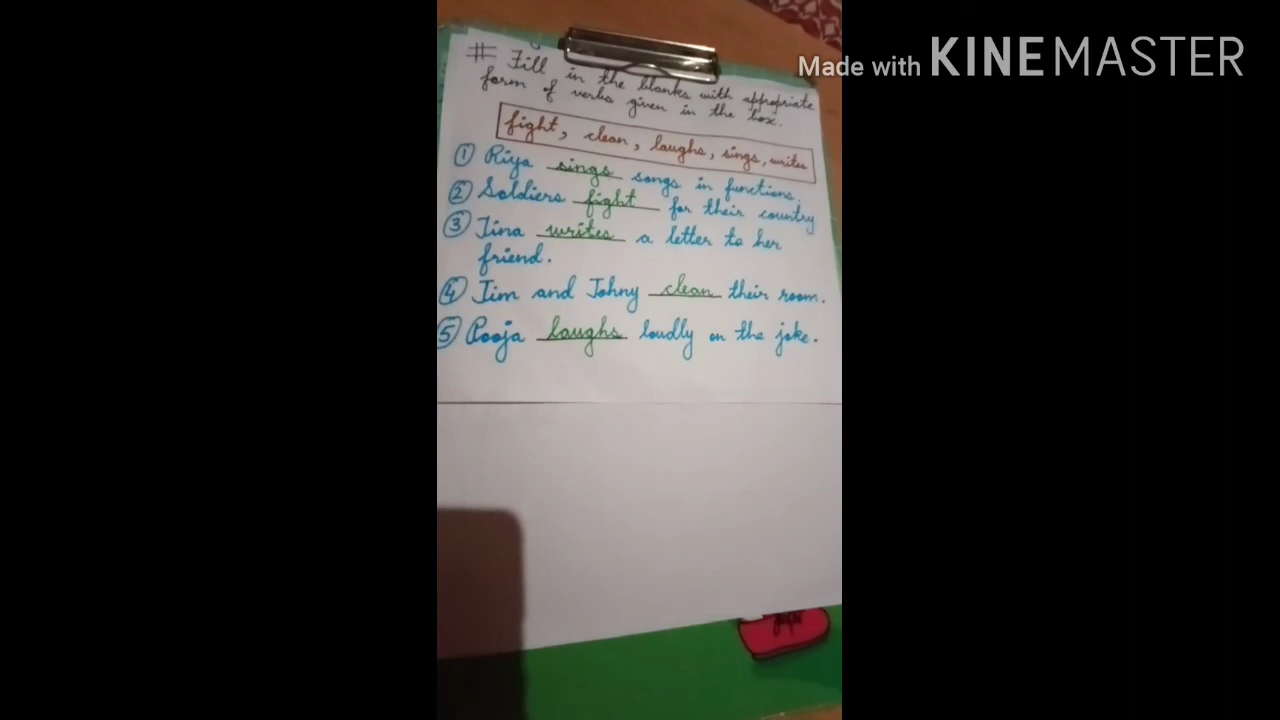 Made with KINEMASTER
# Fill in the blanks with appropriate
form of verbs given in the box.
fight, clean, laughs, sings, writes
① Riya sings songs in functions.
② Soldiers fight for their country
③ Tina writes a letter to her
friend.
④ Jim and Johny clean their room.
⑤ Pooja laughs loudly on the joke.